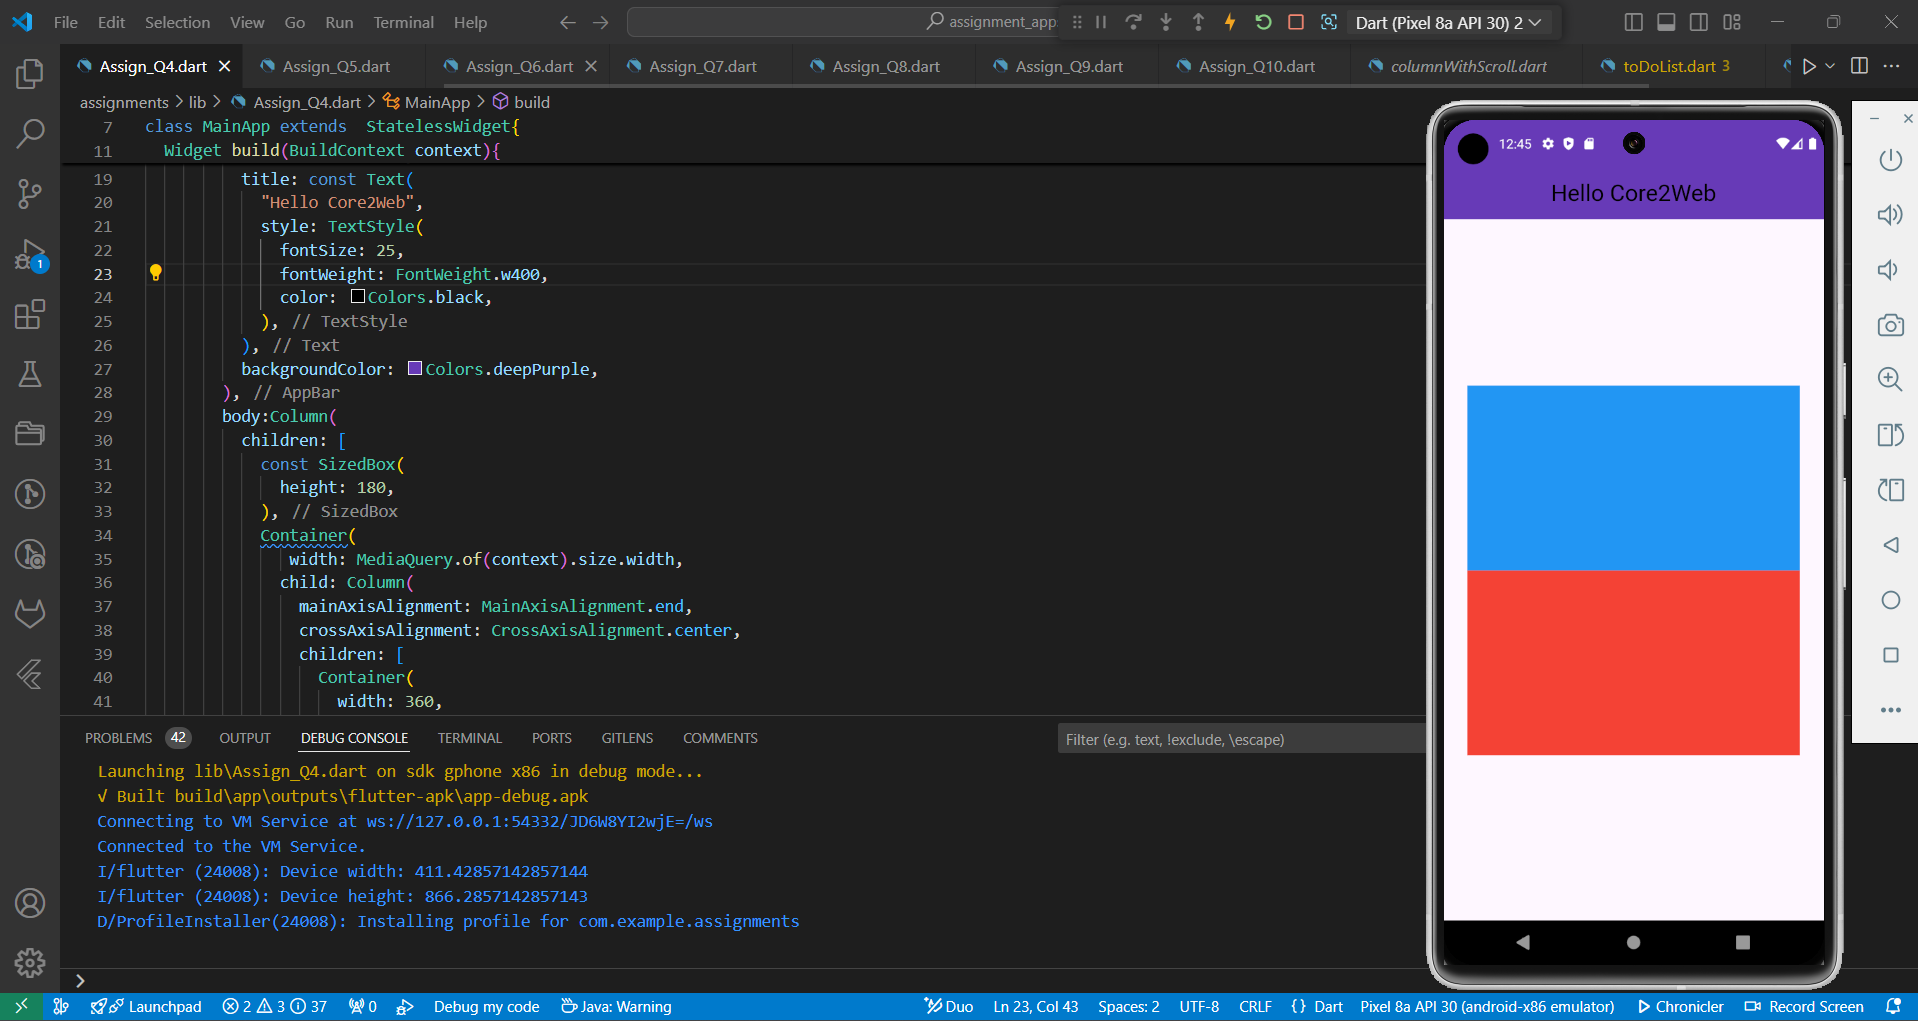 File Edit Selection View Go Run Terminal Help
assignment_app
Dart (Pixel 8a API 30) 2
Assign_Q4.dart
Assign_Q5.dart
Assign_Q6.dart
Assign_Q7.dart
Assign_Q8.dart
Assign_Q9.dart
Assign_Q10.dart
columnWithScroll.dart
toDoList.dart 3
assignments > lib > Assign_Q4.dart > MainApp > build
7 class MainApp extends  StatelessWidget{
11 Widget build(BuildContext context){
19 title: const Text(
20 "Hello Core2Web",
21 style: TextStyle(
22 fontSize: 25,
23 fontWeight: FontWeight.w400,
24 color: Colors.black,
25 ), // TextStyle
26 ), // Text
27 backgroundColor: Colors.deepPurple,
28 ), // AppBar
29 body:Column(
30 children: [
31 const SizedBox(
32 height: 180,
33 ), // SizedBox
34 Container(
35 width: MediaQuery.of(context).size.width,
36 child: Column(
37 mainAxisAlignment: MainAxisAlignment.end,
38 crossAxisAlignment: CrossAxisAlignment.center,
39 children: [
40 Container(
41 width: 360,
1
12:45
Hello Core2Web
PROBLEMS 42 OUTPUT DEBUG CONSOLE TERMINAL PORTS GITLENS COMMENTS
Filter (e.g. text, !exclude, \escape)
Launching lib\Assign_Q4.dart on sdk gphone x86 in debug mode...
√ Built build\app\outputs\flutter-apk\app-debug.apk
Connecting to VM Service at ws://127.0.0.1:54332/JD6W8YI2wjE=/ws
Connected to the VM Service.
I/flutter (24008): Device width: 411.42857142857144
I/flutter (24008): Device height: 866.2857142857143
D/ProfileInstaller(24008): Installing profile for com.example.assignments
>
Launchpad 2 3 37 0 Debug my code Java: Warning Duo Ln 23, Col 43 Spaces: 2 UTF-8 CRLF {} Dart Pixel 8a API 30 (android-x86 emulator) Chronicler Record Screen